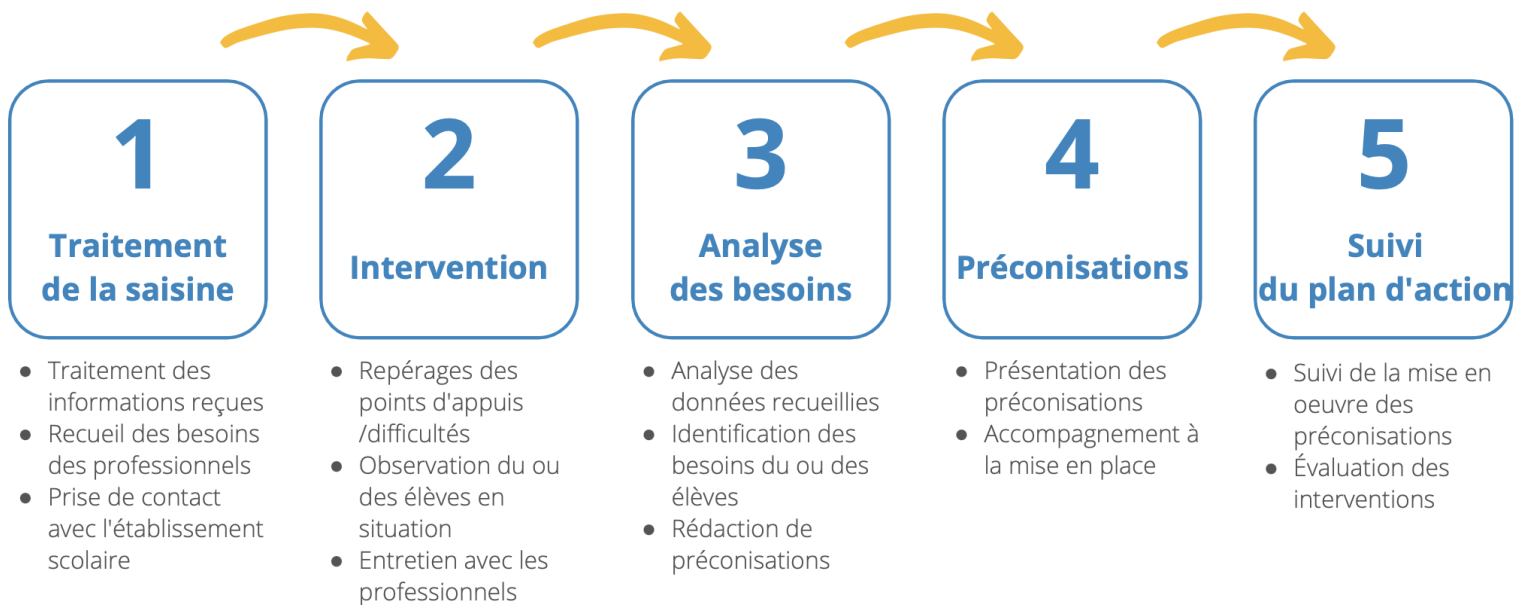 1
Traitement
de la saisine
● Traitement des
informations reçues
● Recueil des besoins
des professionnels
● Prise de contact
avec l'établissement
scolaire
2
Intervention
● Repérages des
points d'appuis
/difficultés
● Observation du ou
des élèves en
situation
● Entretien avec les
professionnels
3
Analyse
des besoins
● Analyse des
données recueillies
● Identification des
besoins du ou des
élèves
● Rédaction de
préconisations
4
Préconisations
● Présentation des
préconisations
● Accompagnement à
la mise en place
5
Suivi
du plan d'action
● Suivi de la mise en
oeuvre des
préconisations
● Évaluation des
interventions